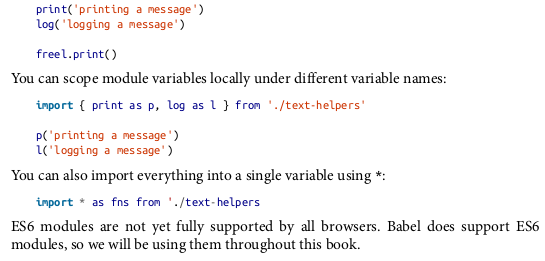 print('printing a message')
log('logging a message')
freel.print()
You can scope module variables locally under different variable names:
import { print as p, log as l } from './text-helpers'
p('printing a message')
l('logging a message')
You can also import everything into a single variable using *:
import * as fns from './text-helpers
ES6 modules are not yet fully supported by all browsers. Babel does support ES6
modules, so we will be using them throughout this book.